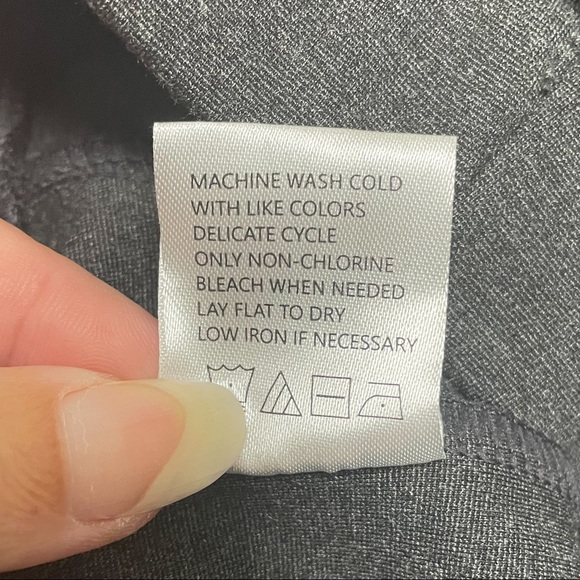 MACHINE WASH COLD
WITH LIKE COLORS
DELICATE CYCLE
ONLY NON-CHLORINE
BLEACH WHEN NEEDED
LAY FLAT TO DRY
LOW IRON IF NECESSARY